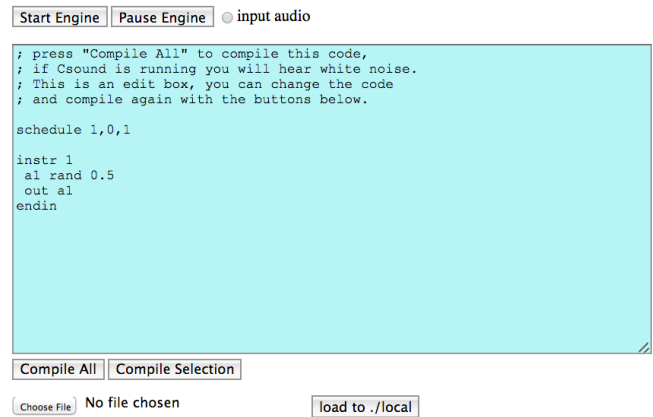 Start Engine Pause Engine input audio
; press "Compile All" to compile this code,
; if Csound is running you will hear white noise.
; This is an edit box, you can change the code
; and compile again with the buttons below.
schedule 1,0,1
instr 1
a1 rand 0.5
out a1
endin
Compile All Compile Selection
Choose File No file chosen load to ./local